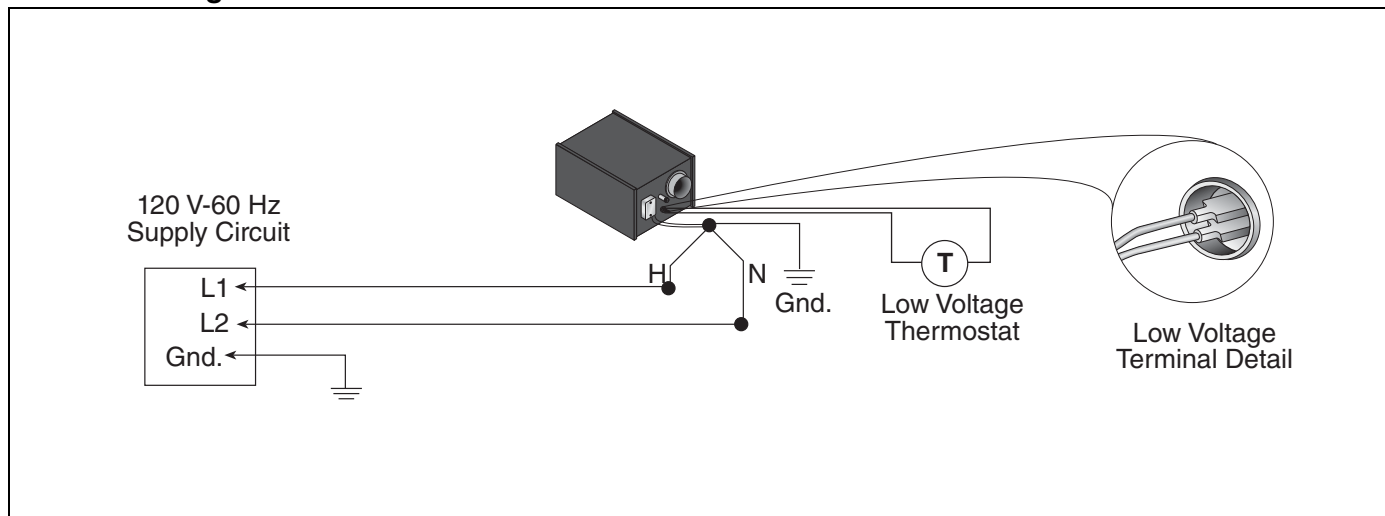 120 V-60 Hz
Supply Circuit
L1
L2
Gnd.
H
N
Gnd.
T
Low Voltage
Thermostat
Low Voltage
Terminal Detail